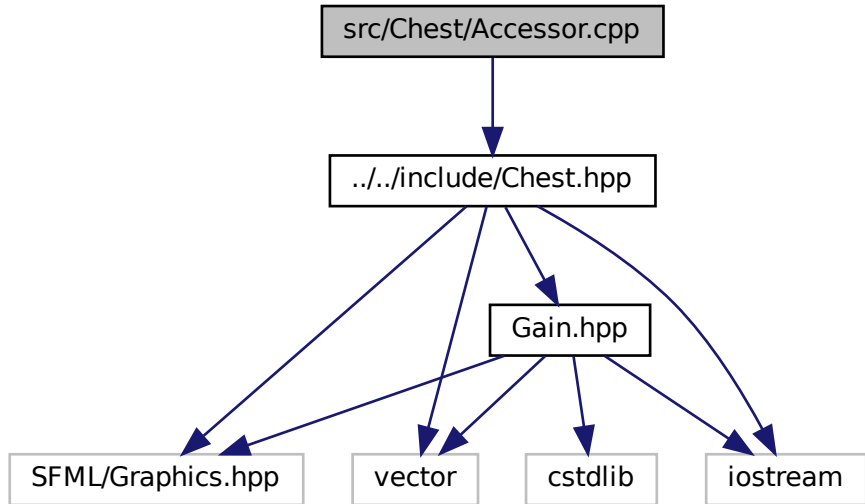 src/Chest/Accessor.cpp
../../include/Chest.hpp
Gain.hpp
SFML/Graphics.hpp
vector
cstdlib
iostream